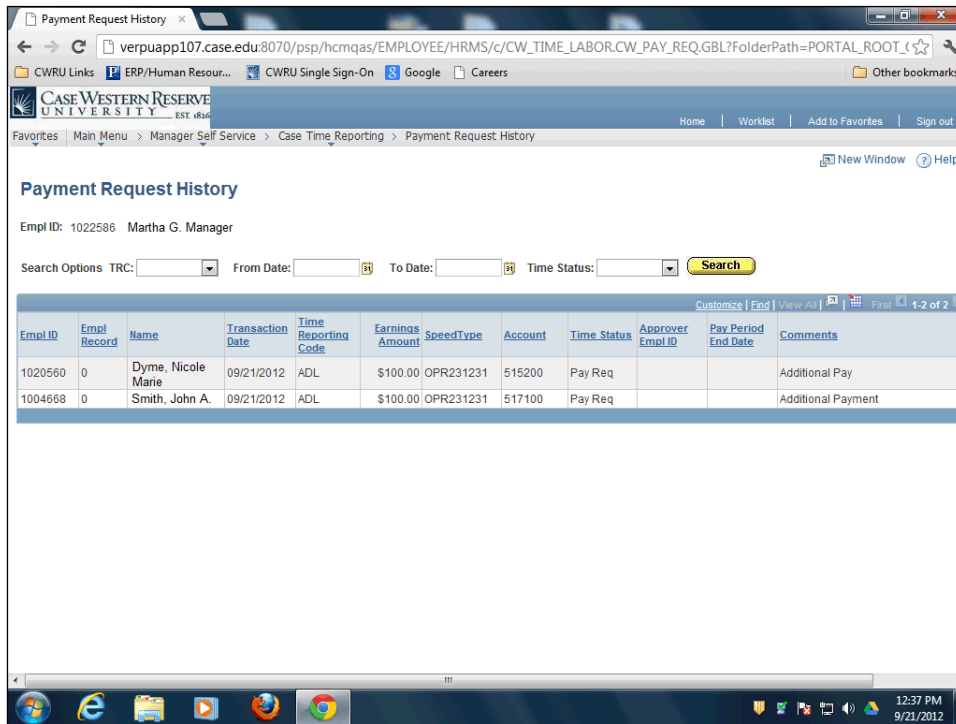 Payment Request History
verpuapp107.case.edu:8070/psp/hcmqas/EMPLOYEE/HRMS/c/CW_TIME_LABOR.CW_PAY_REQ.GBL?FolderPath=PORTAL_ROOT_
CWRU Links ERP/Human Resour... CWRU Single Sign-On Google Careers Other bookmarks
CASE WESTERN RESERVE
UNIVERSITY EST. 1826
Home | Worklist | Add to Favorites | Sign out
Favorites Main Menu > Manager Self Service > Case Time Reporting > Payment Request History
New Window Help
Payment Request History
Empl ID: 1022586 Martha G. Manager
Search Options TRC: From Date: To Date: Time Status: Search
Customize | Find | View All | First 1-2 of 2
Empl ID Empl Record Name Transaction Date Time Reporting Code Earnings Amount SpeedType Account Time Status Approver Empl ID Pay Period End Date Comments
1020560 0 Dyme, Nicole Marie 09/21/2012 ADL $100.00 OPR231231 515200 Pay Req Additional Pay
1004668 0 Smith, John A. 09/21/2012 ADL $100.00 OPR231231 517100 Pay Req Additional Payment
12:37 PM
9/21/2012